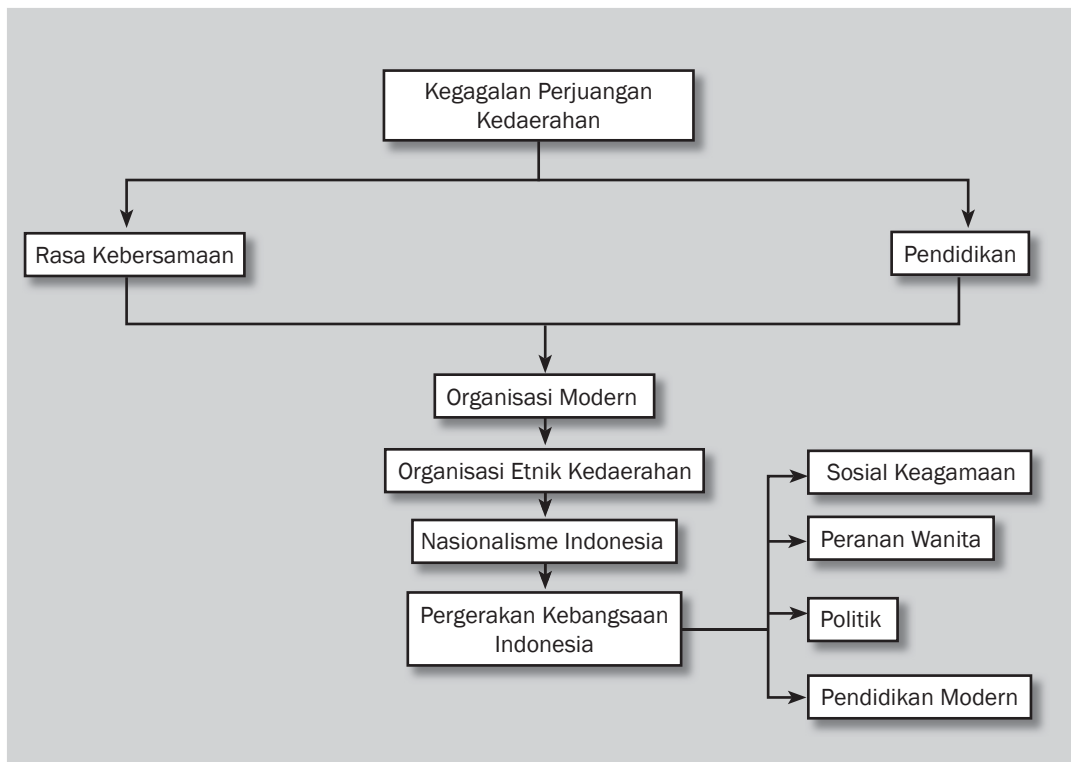 Kegagalan Perjuangan
Kedaerahan
Rasa Kebersamaan
Pendidikan
Organisasi Modern
Organisasi Etnik Kedaerahan
Nasionalisme Indonesia
Pergerakan Kebangsaan
Indonesia
Sosial Keagamaan
Peranan Wanita
Politik
Pendidikan Modern